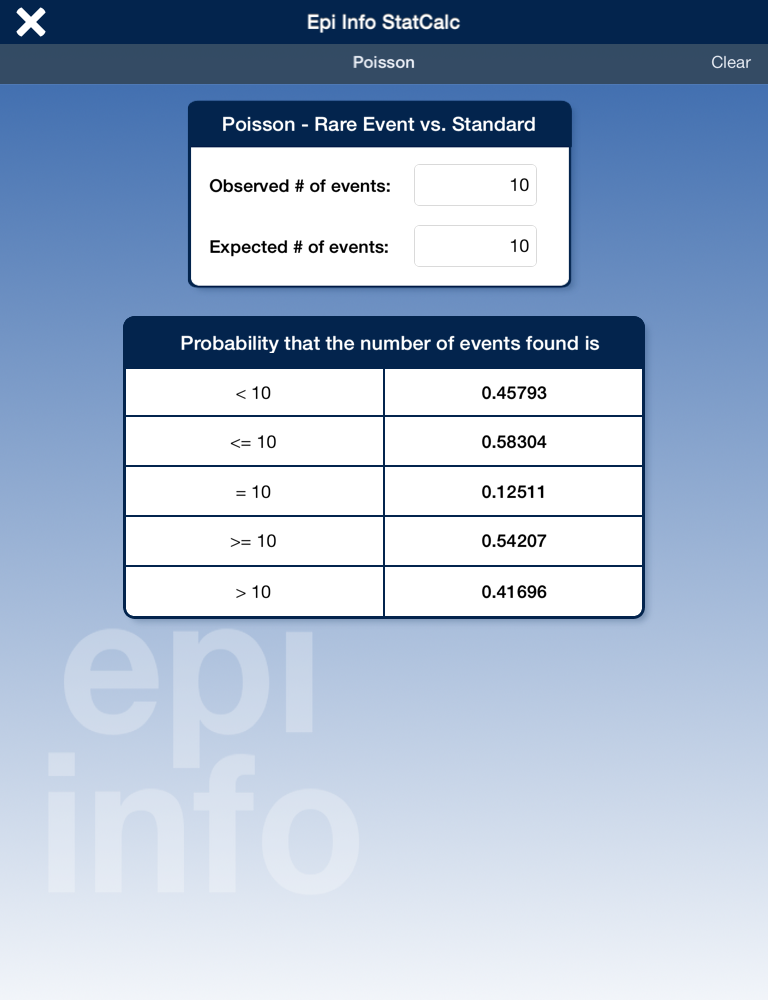 Epi Info StatCalc
Poisson
Clear
Poisson - Rare Event vs. Standard
Observed # of events: 10
Expected # of events: 10
Probability that the number of events found is
< 10 0.45793
<= 10 0.58304
= 10 0.12511
>= 10 0.54207
> 10 0.41696
epi
info